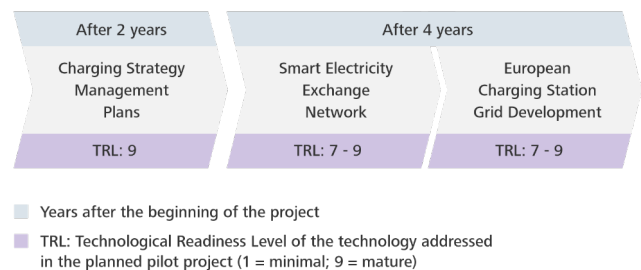 After 2 years
After 4 years
Charging Strategy
Management
Plans
Smart Electricity
Exchange
Network
European
Charging Station
Grid Development
TRL: 9
TRL: 7 - 9
TRL: 7 - 9
Years after the beginning of the project
TRL: Technological Readiness Level of the technology addressed
in the planned pilot project (1 = minimal; 9 = mature)